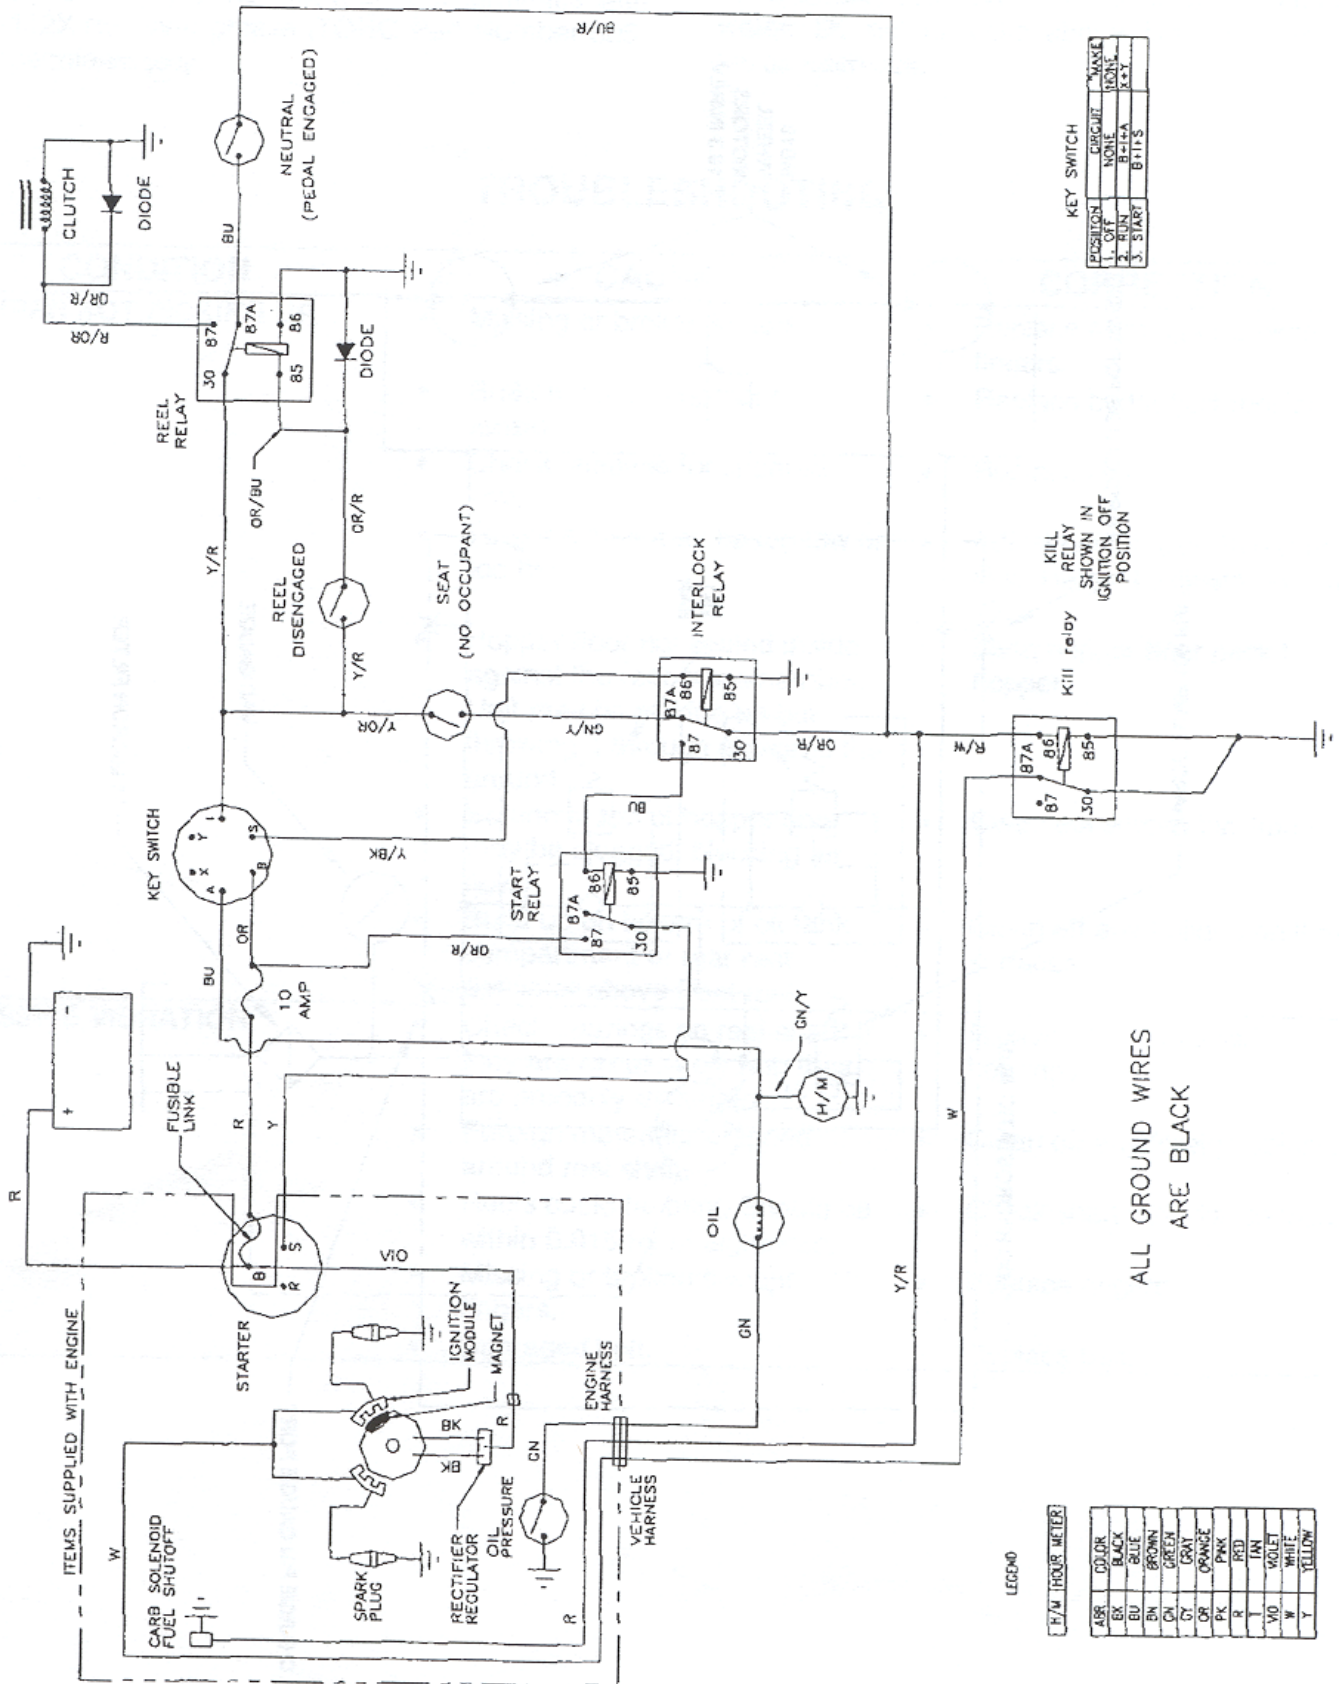 BU/R
NEUTRAL
(PEDAL ENGAGED)
CLUTCH
DIODE
OR/R
R/OR
BU
87
87A
30
86
85
REEL
RELAY
DIODE
OR/BU
OR/R
Y/R
REEL
DISENGAGED
Y/R
SEAT
(NO OCCUPANT)
Y/OR
GN/Y
INTERLOCK
RELAY
87A
86
85
87
30
OR/R
KEY SWITCH
A
X
Y
I
B
S
Y/BK
BU
START
RELAY
87A
86
85
87
30
OR/R
OR
BU
10
AMP
-
+
R
FUSIBLE
LINK
R
Y
STARTER
B
S
R
VIO
ITEMS SUPPLIED WITH ENGINE
W
CARB SOLENOID
FUEL SHUTOFF
SPARK
PLUG
IGNITION
MODULE
MAGNET
BK
BK
R
RECTIFIER
REGULATOR
OIL
PRESSURE
GN
R
ENGINE
HARNESS
VEHICLE
HARNESS
OIL
GN
H/M
GN/Y
Y/R
W
R/W
Kill relay
KILL
RELAY
SHOWN IN
IGNITION OFF
POSITION
87A
86
85
87
30
KEY SWITCH
POSIITON CIRCUIT "MAKE"
1. OFF NONE NONE
2. RUN B+I+A X+Y
3. START B+I+S
ALL GROUND WIRES
ARE BLACK
LEGEND
H/M HOUR METER
ABR COLOR
BK BLACK
BU BLUE
BN BROWN
GN GREEN
GY GRAY
OR ORANGE
PK PINK
R RED
T TAN
VIO VIOLET
W WHITE
Y YELLOW